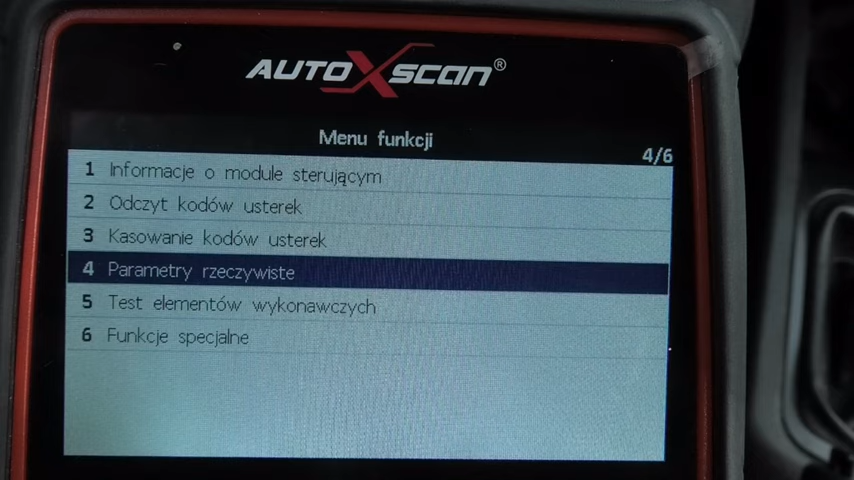 AUTOXSCAN®
Menu funkcji
4/6
1 Informacje o module sterującym
2 Odczyt kodów usterek
3 Kasowanie kodów usterek
4 Parametry rzeczywiste
5 Test elementów wykonawczych
6 Funkcje specjalne